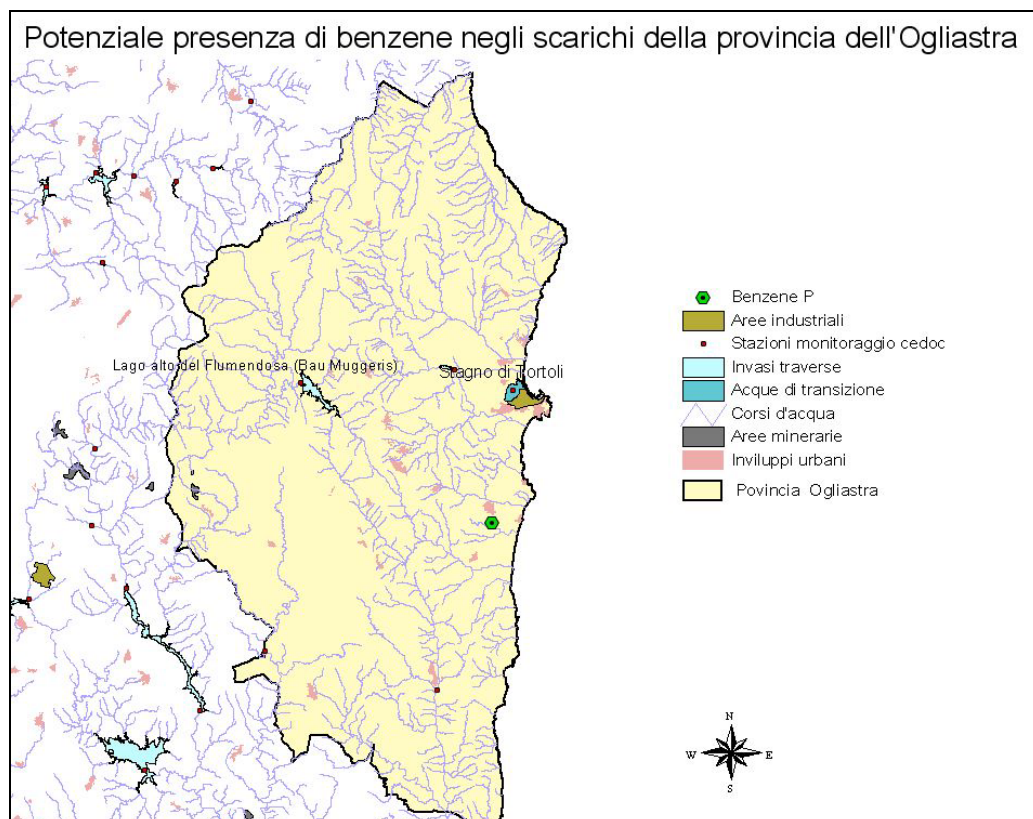 Potenziale presenza di benzene negli scarichi della provincia dell'Ogliastra
Lago alto del Flumendosa (Bau Muggeris)
Stagno di Tortoli
Benzene P
Aree industriali
Stazioni monitoraggio cedoc
Invasi traverse
Acque di transizione
Corsi d'acqua
Aree minerarie
Inviluppi urbani
Povincia Ogliastra
N
W
E
S